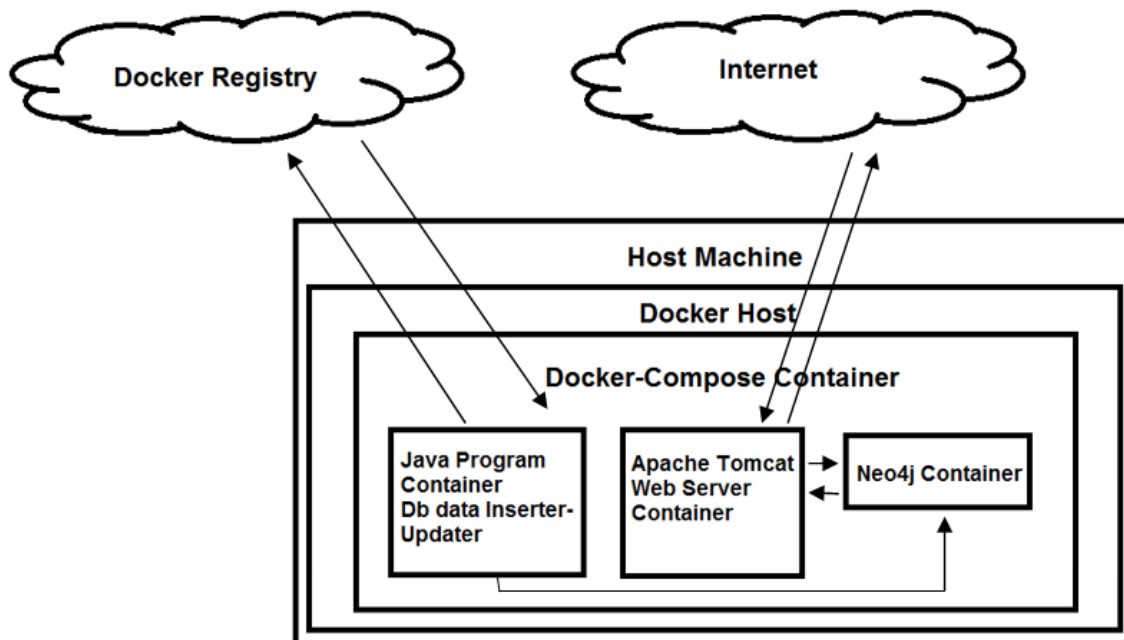 Docker Registry
Internet
Host Machine
Docker Host
Docker-Compose Container
Java Program
Container
Db data Inserter-
Updater
Apache Tomcat
Web Server
Container
Neo4j Container